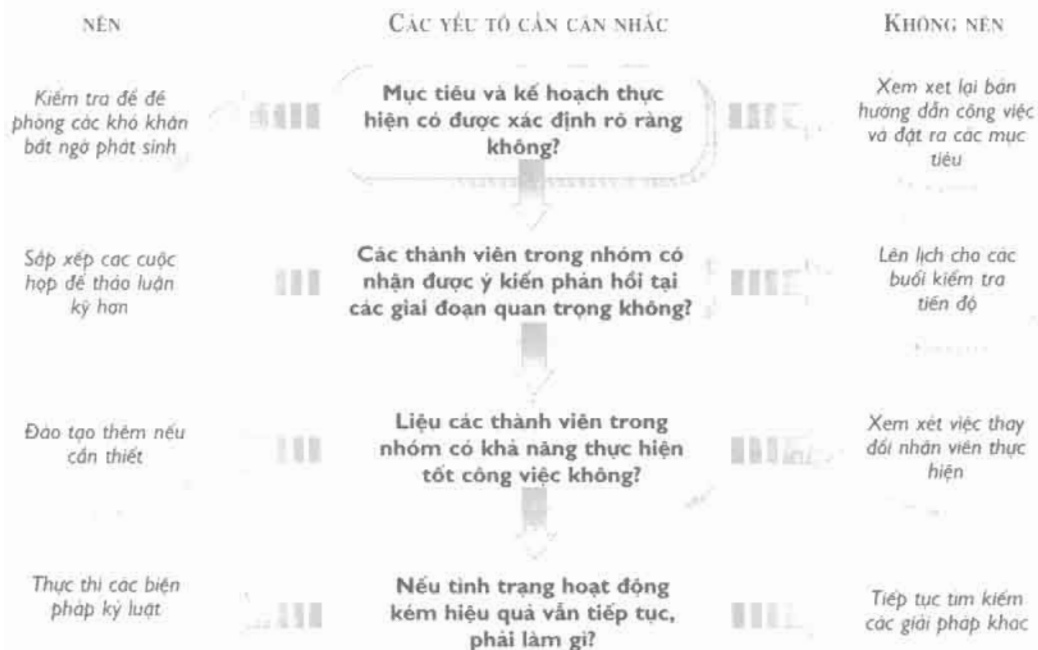 NÊN
CÁC YẾU TỐ CẦN CÂN NHẮC
KHÔNG NÊN
Kiểm tra để đề
phòng các khó khăn
bất ngờ phát sinh
Mục tiêu và kế hoạch thực
hiện có được xác định rõ ràng
không?
Xem xét lại bản
hướng dẫn công việc
và đặt ra các mục
tiêu
Sắp xếp các cuộc
họp để thảo luận
kỹ hơn
Các thành viên trong nhóm có
nhận được ý kiến phản hồi tại
các giai đoạn quan trọng không?
Lên lịch cho các
buổi kiểm tra
tiến độ
Đào tạo thêm nếu
cần thiết
Liệu các thành viên trong
nhóm có khả năng thực hiện
tốt công việc không?
Xem xét việc thay
đổi nhân viên thực
hiện
Thực thi các biện
pháp kỷ luật
Nếu tình trạng hoạt động
kém hiệu quả vẫn tiếp tục,
phải làm gì?
Tiếp tục tìm kiếm
các giải pháp khác